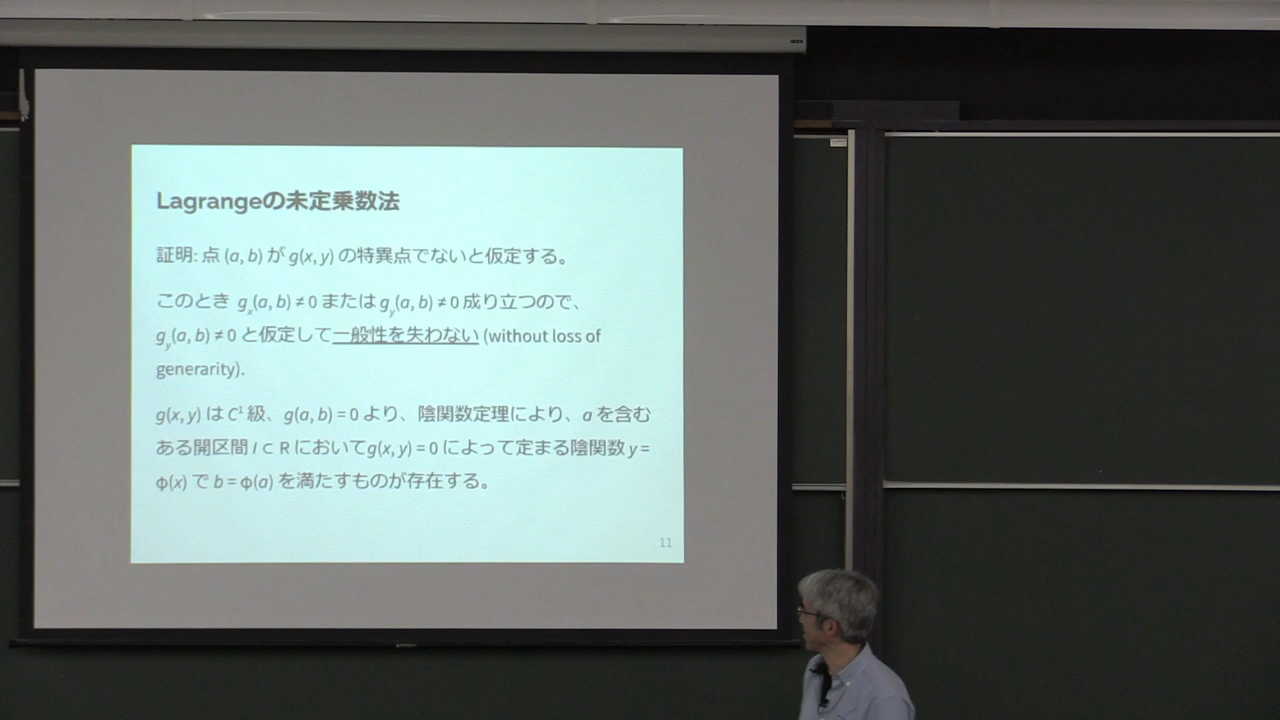 Lagrangeの未定乗数法
証明: 点 (a, b) が g(x, y) の特異点でないと仮定する。
このとき gₓ(a, b) ≠ 0 または gᵧ(a, b) ≠ 0 成り立つので、
gᵧ(a, b) ≠ 0 と仮定して一般性を失わない (without loss of
generarity).
g(x, y) は C¹ 級、g(a, b) = 0 より、陰関数定理により、a を含む
ある開区間 I ⊂ R においてg(x, y) = 0 によって定まる陰関数 y =
φ(x) で b = φ(a) を満たすものが存在する。
11